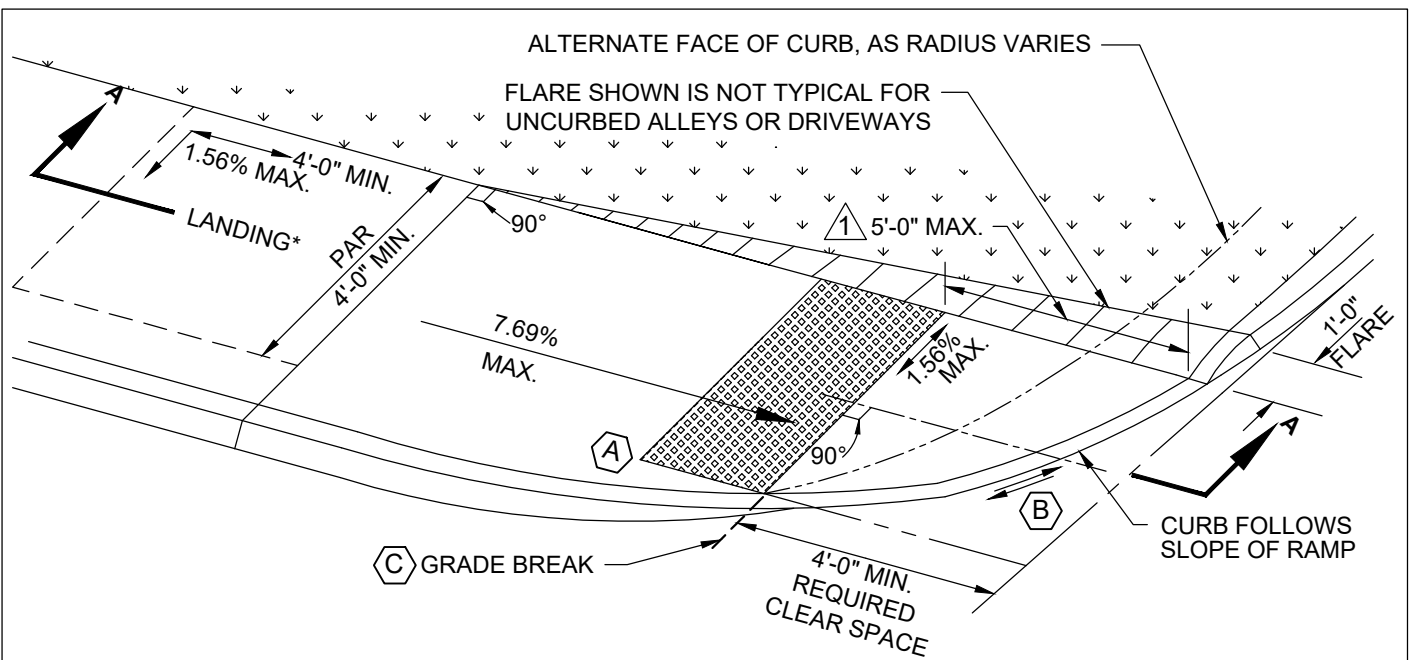 ALTERNATE FACE OF CURB, AS RADIUS VARIES
FLARE SHOWN IS NOT TYPICAL FOR
UNCURBED ALLEYS OR DRIVEWAYS
A
4'-0" MIN.
1.56% MAX.
LANDING*
PAR
4'-0" MIN.
90°
1 5'-0" MAX.
7.69%
MAX.
1.56%
MAX.
1'-0"
FLARE
A
90°
A
B
CURB FOLLOWS
SLOPE OF RAMP
C GRADE BREAK
4'-0" MIN.
REQUIRED
CLEAR SPACE